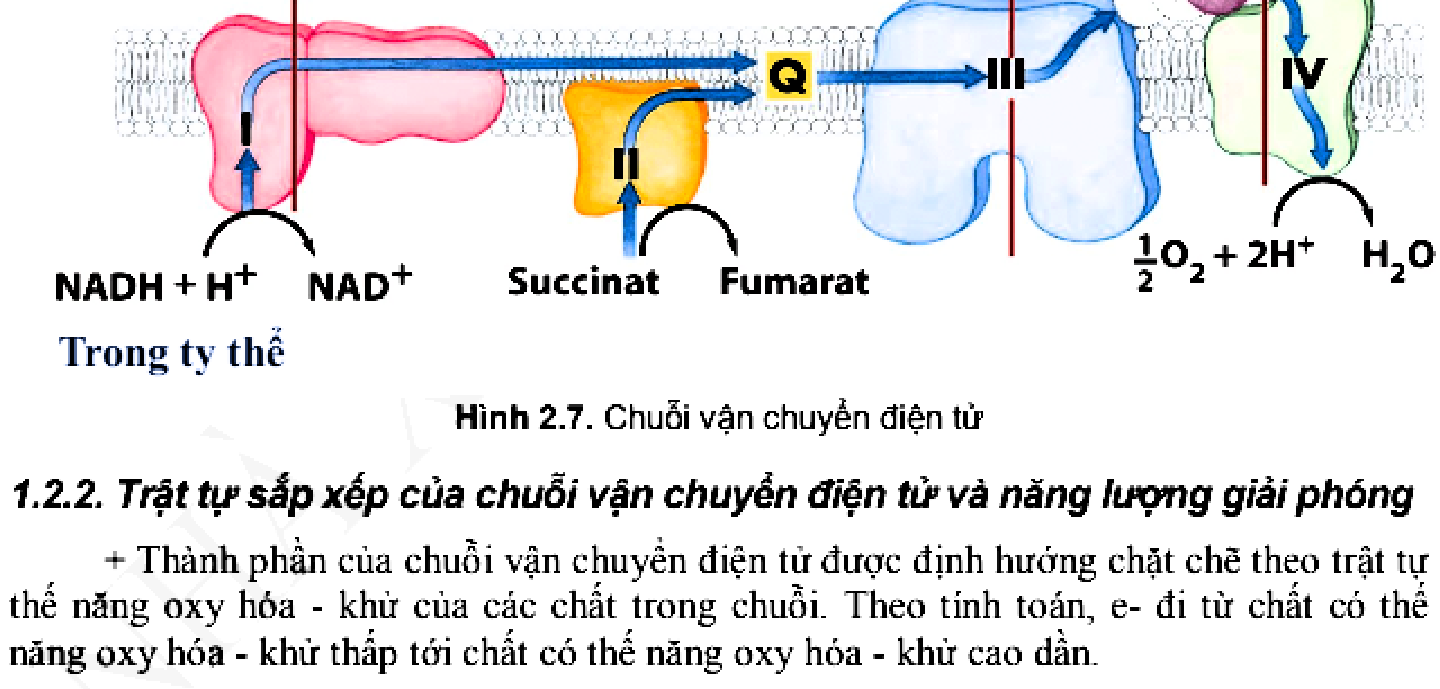 I
II
Q
III
IV
NADH + H⁺ NAD⁺ Succinat Fumarat ½O₂ + 2H⁺ H₂O
Trong ty thể
Hình 2.7. Chuỗi vận chuyển điện tử
1.2.2. Trật tự sắp xếp của chuỗi vận chuyển điện tử và năng lượng giải phóng
+ Thành phần của chuỗi vận chuyển điện tử được định hướng chặt chẽ theo trật tự
thế năng oxy hóa - khử của các chất trong chuỗi. Theo tính toán, e- đi từ chất có thế
năng oxy hóa - khử thấp tới chất có thế năng oxy hóa - khử cao dần.